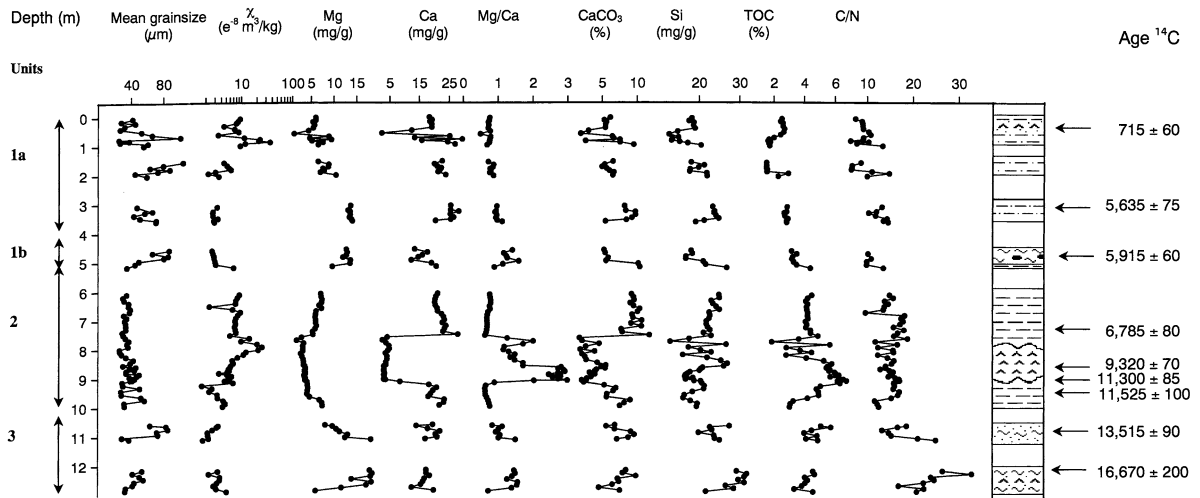 Depth (m) Mean grainsize χ Mg Ca Mg/Ca CaCO₃ Si TOC C/N
(µm) (e⁻⁸ m³/kg) (mg/g) (mg/g) (%) (mg/g) (%) Age ¹⁴C
Units
40 80 10 100 5 10 15 5 15 25 1 2 3 5 10 20 30 2 4 6 10 20 30
0
715 ± 60
1
1a
2
3
5,635 ± 75
4
1b
5,915 ± 60
5
6
2
7
6,785 ± 80
8
9,320 ± 70
9
11,300 ± 85
11,525 ± 100
10
3
11
13,515 ± 90
12
16,670 ± 200